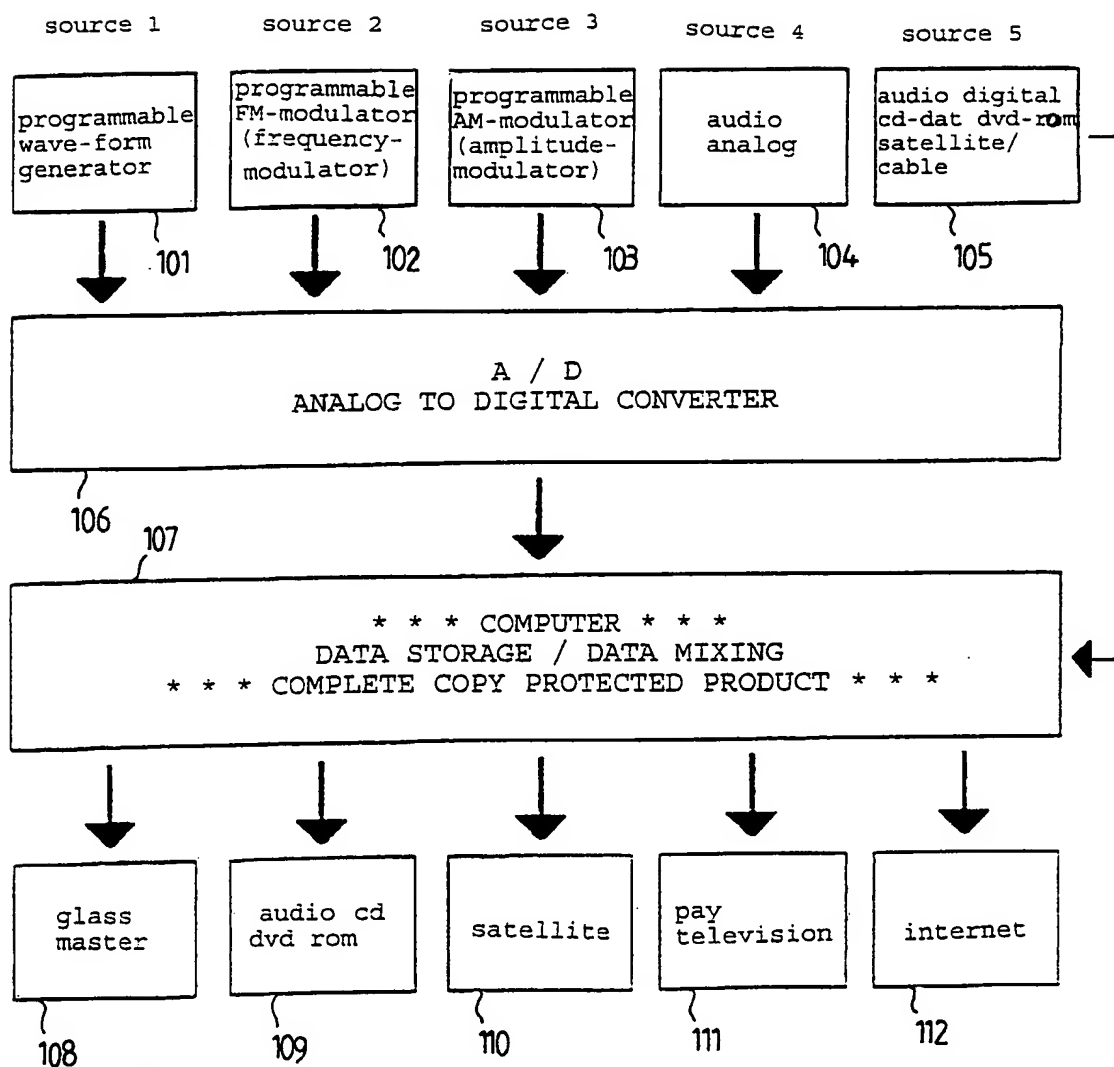 source 1
source 2
source 3
source 4
source 5
programmable
wave-form
generator
programmable
FM-modulator
(frequency-
modulator)
programmable
AM-modulator
(amplitude-
modulator)
audio
analog
audio digital
cd-dat dvd-rom
satellite/
cable
101
102
103
104
105
A / D
ANALOG TO DIGITAL CONVERTER
106
107
* * * COMPUTER * * *
DATA STORAGE / DATA MIXING
* * * COMPLETE COPY PROTECTED PRODUCT * * *
glass
master
audio cd
dvd rom
satellite
pay
television
internet
108
109
110
111
112